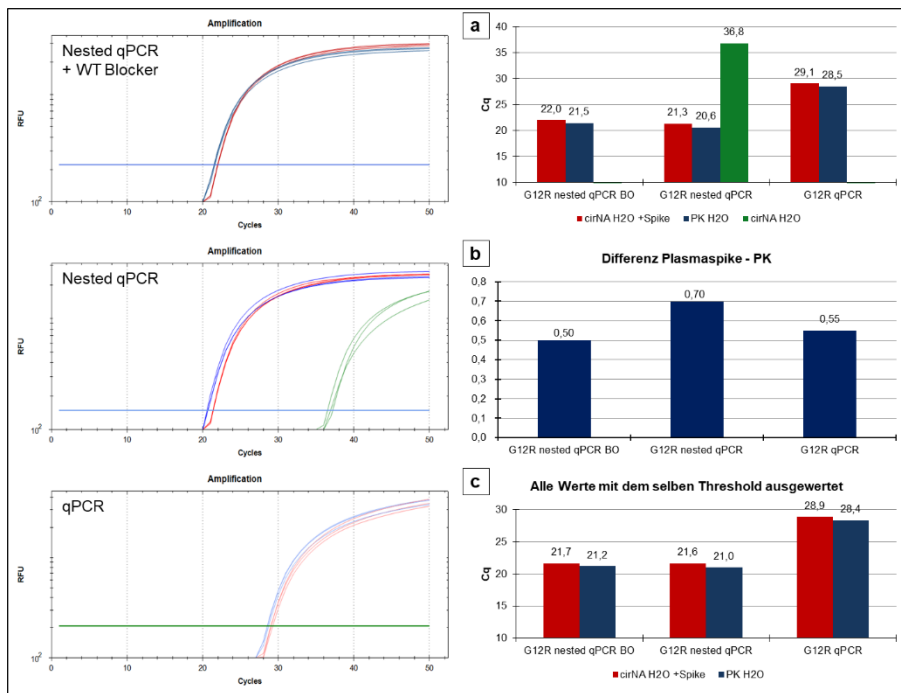 Amplification
Nested qPCR
+ WT Blocker
RFU
10²
0 10 20 30 40 50
Cycles
a
Cq
40
35
30
25
20
15
10
22,0 21,5 21,3 20,6 36,8 29,1 28,5
G12R nested qPCR BO G12R nested qPCR G12R qPCR
cirNA H2O +Spike PK H2O cirNA H2O
Amplification
Nested qPCR
RFU
10²
0 10 20 30 40 50
Cycles
b
Differenz Plasmaspike - PK
0,8
0,7
0,6
0,5
0,4
0,3
0,2
0,1
0,0
0,50 0,70 0,55
G12R nested qPCR BO G12R nested qPCR G12R qPCR
Amplification
qPCR
RFU
10²
0 10 20 30 40 50
Cycles
c
Alle Werte mit dem selben Threshold ausgewertet
Cq
30
25
20
15
10
21,7 21,2 21,6 21,0 28,9 28,4
G12R nested qPCR BO G12R nested qPCR G12R qPCR
cirNA H2O +Spike PK H2O